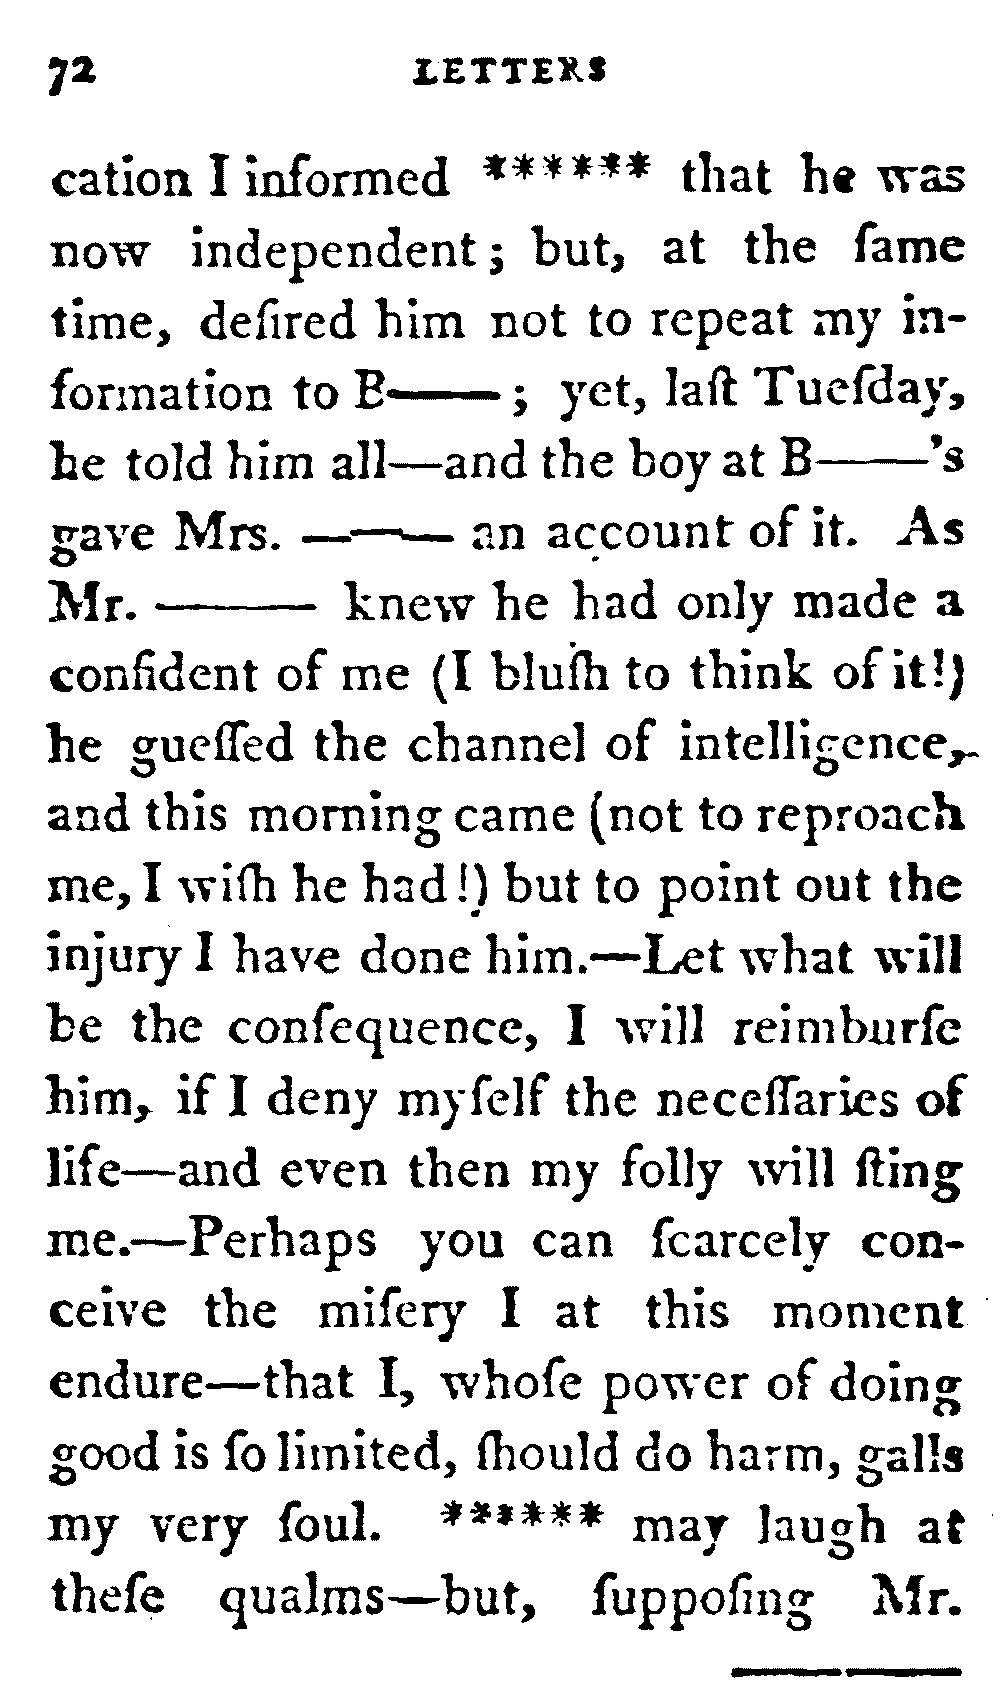 72 LETTERS
cation I informed ****** that he was
now independent; but, at the ſame
time, deſired him not to repeat my in-
formation to B——; yet, laſt Tueſday,
he told him all—and the boy at B——'s
gave Mrs. —— an account of it. As
Mr. —— knew he had only made a
confident of me (I bluſh to think of it!)
he gueſſed the channel of intelligence,
and this morning came (not to reproach
me, I wiſh he had!) but to point out the
injury I have done him.—Let what will
be the conſequence, I will reimburſe
him, if I deny myſelf the neceſſaries of
life—and even then my folly will ſting
me.—Perhaps you can ſcarcely con-
ceive the miſery I at this moment
endure—that I, whoſe power of doing
good is ſo limited, ſhould do harm, galls
my very ſoul. ****** may laugh at
theſe qualms—but, ſuppoſing Mr.
——